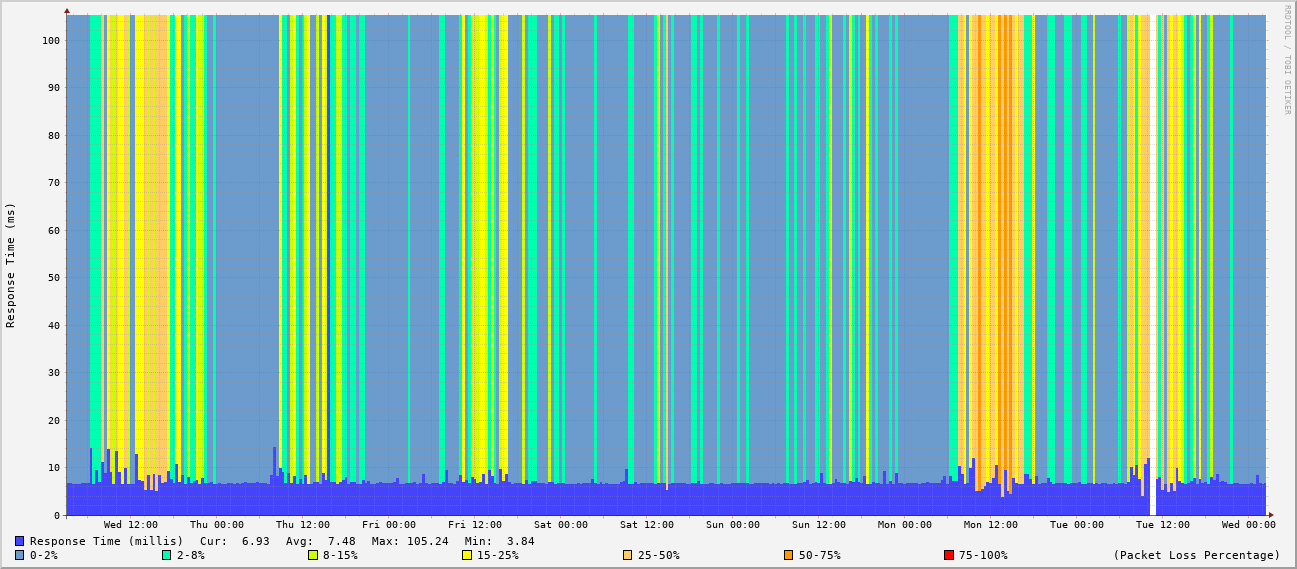 RRDTOOL / TOBI OETIKER
Response Time (ms)
100
90
80
70
60
50
40
30
20
10
0
Wed 12:00 Thu 00:00 Thu 12:00 Fri 00:00 Fri 12:00 Sat 00:00 Sat 12:00 Sun 00:00 Sun 12:00 Mon 00:00 Mon 12:00 Tue 00:00 Tue 12:00 Wed 00:00
Response Time (millis) Cur: 6.93 Avg: 7.48 Max: 105.24 Min: 3.84
0-2% 2-8% 8-15% 15-25% 25-50% 50-75% 75-100% (Packet Loss Percentage)